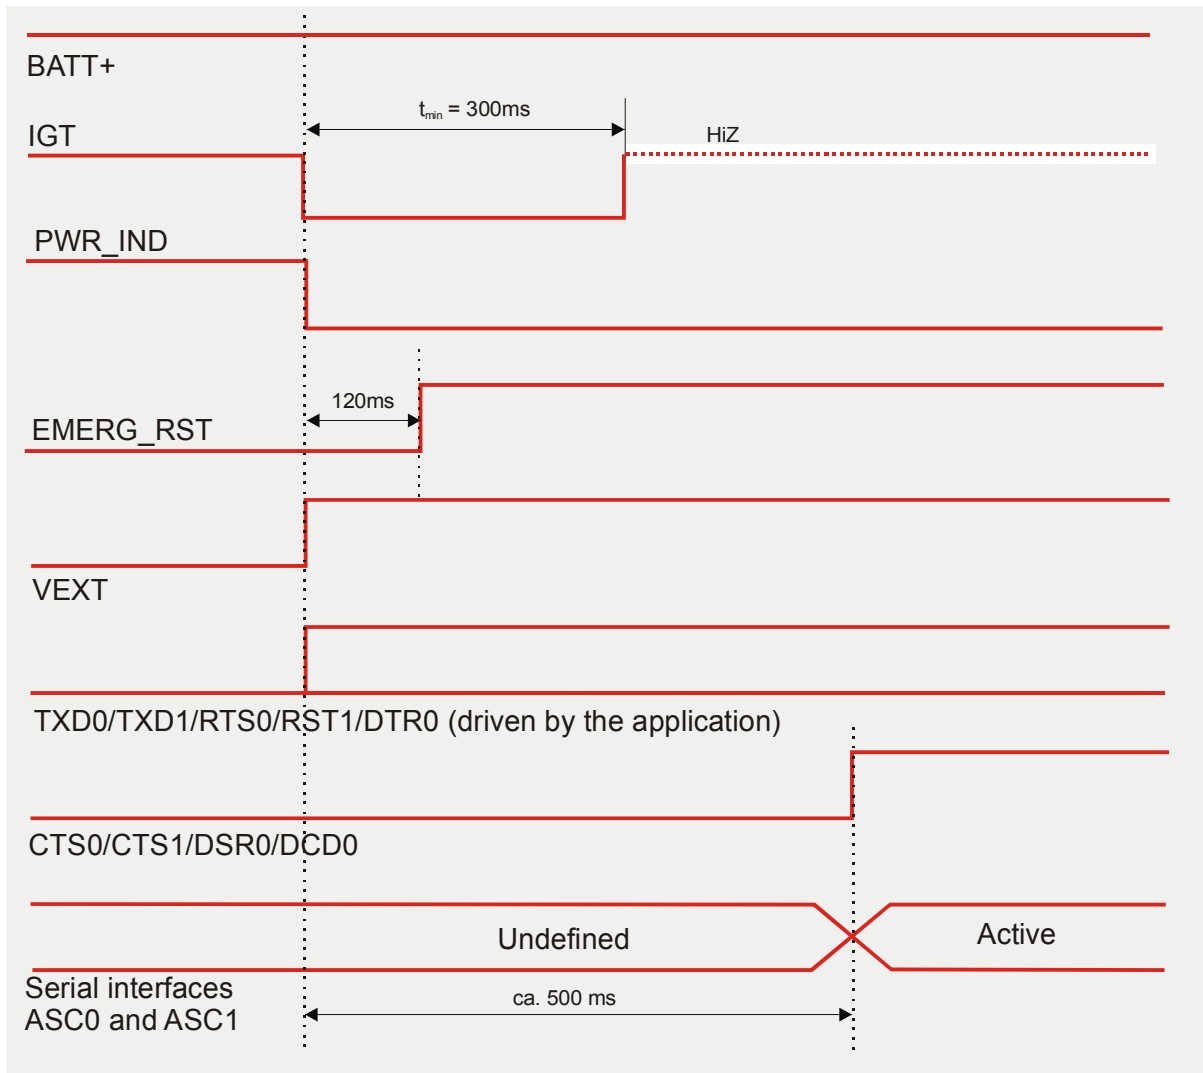 BATT+
t_min = 300ms
IGT
HiZ
PWR_IND
120ms
EMERG_RST
VEXT
TXD0/TXD1/RTS0/RST1/DTR0 (driven by the application)
CTS0/CTS1/DSR0/DCD0
Undefined
Active
Serial interfaces
ASC0 and ASC1
ca. 500 ms